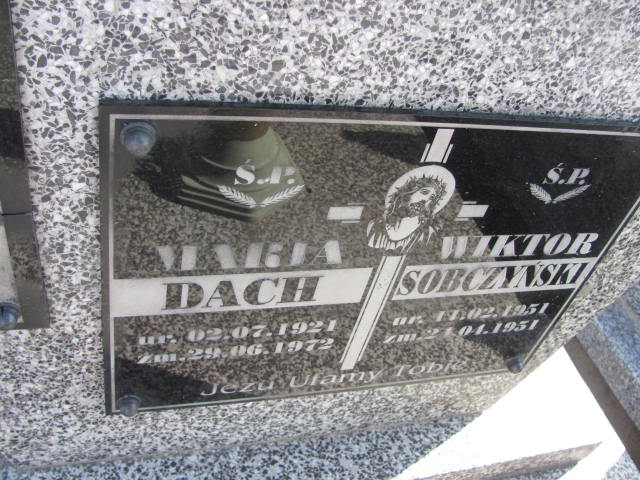 Ś.P.
MARIA
DACH
ur. 02.07.1921
zm. 29.06.1972
Ś.P.
WIKTOR
SOBCZYŃSKI
ur. 11.02.1951
zm. 27.04.1951
Jezu Ufamy Tobie